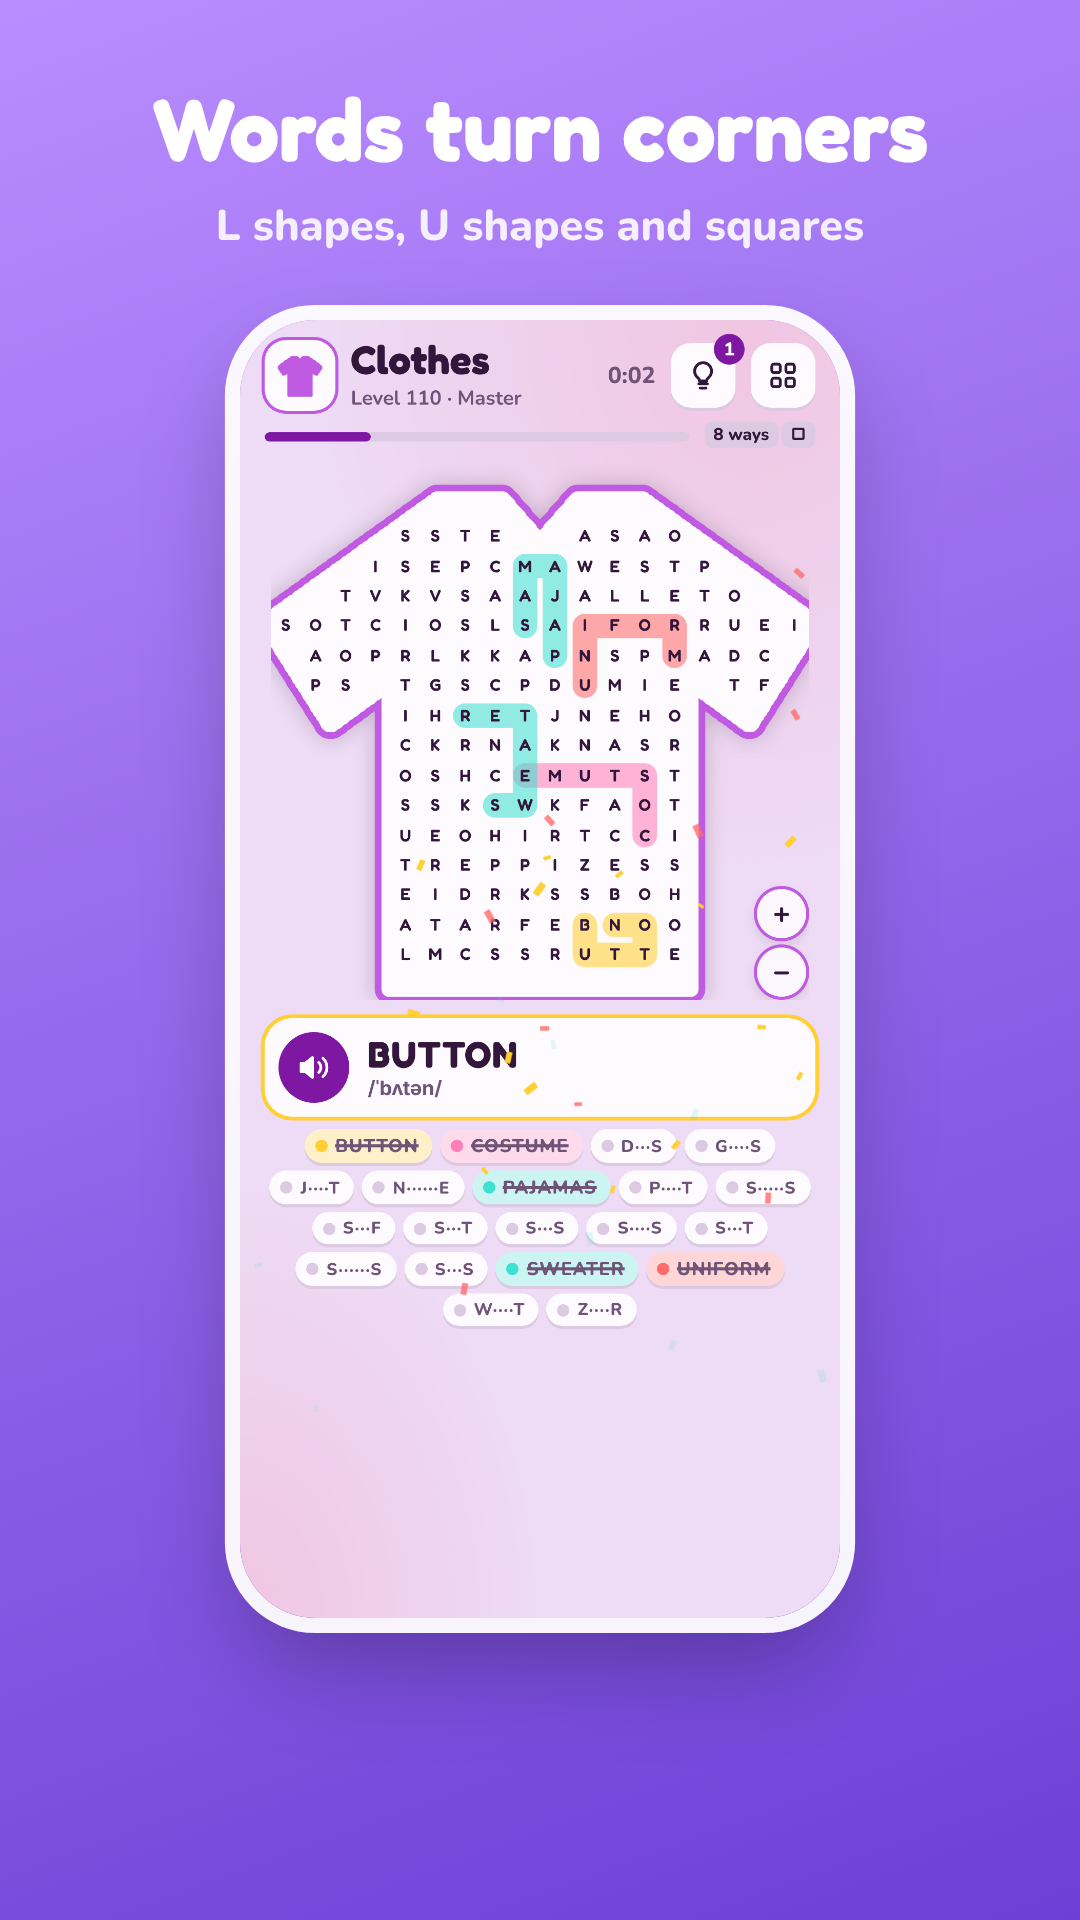 Words turn corners
L shapes, U shapes and squares
Clothes
Level 110 · Master
0:02
1
8 ways
S S T E A S A O
I S E P C M A W E S T P
T V K V S A A J A L L E T O
S O T C I O S L S A I F O R R U E I
A O P R L K K A P N S P M A D C
P S T G S C P D U M I E T F
I H R E T J N E H O
C K R N A K N A S R
O S H C E M U T S T
S S K S W K F A O T
U E O H I R T C C I
T R E P P I Z E S S
E I D R K S S B O H
A T A R F E B N O O
L M C S S R U T T E
+
−
BUTTON
/ˈbʌtən/
BUTTON COSTUME D···S G····S
J····T N······E PAJAMAS P····T S·····S
S···F S···T S···S S····S S···T
S······S S···S SWEATER UNIFORM
W····T Z····R